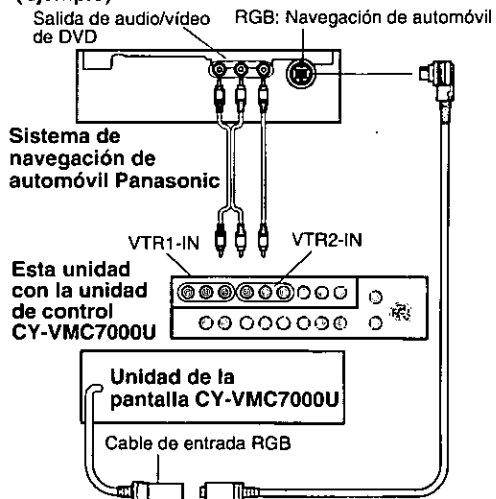 (ejemplo)
Salida de audio/vídeo
de DVD
RGB: Navegación de automóvil
Sistema de
navegación de
automóvil Panasonic
VTR1-IN
VTR2-IN
Esta unidad
con la unidad
de control
CY-VMC7000U
Unidad de la
pantalla CY-VMC7000U
Cable de entrada RGB